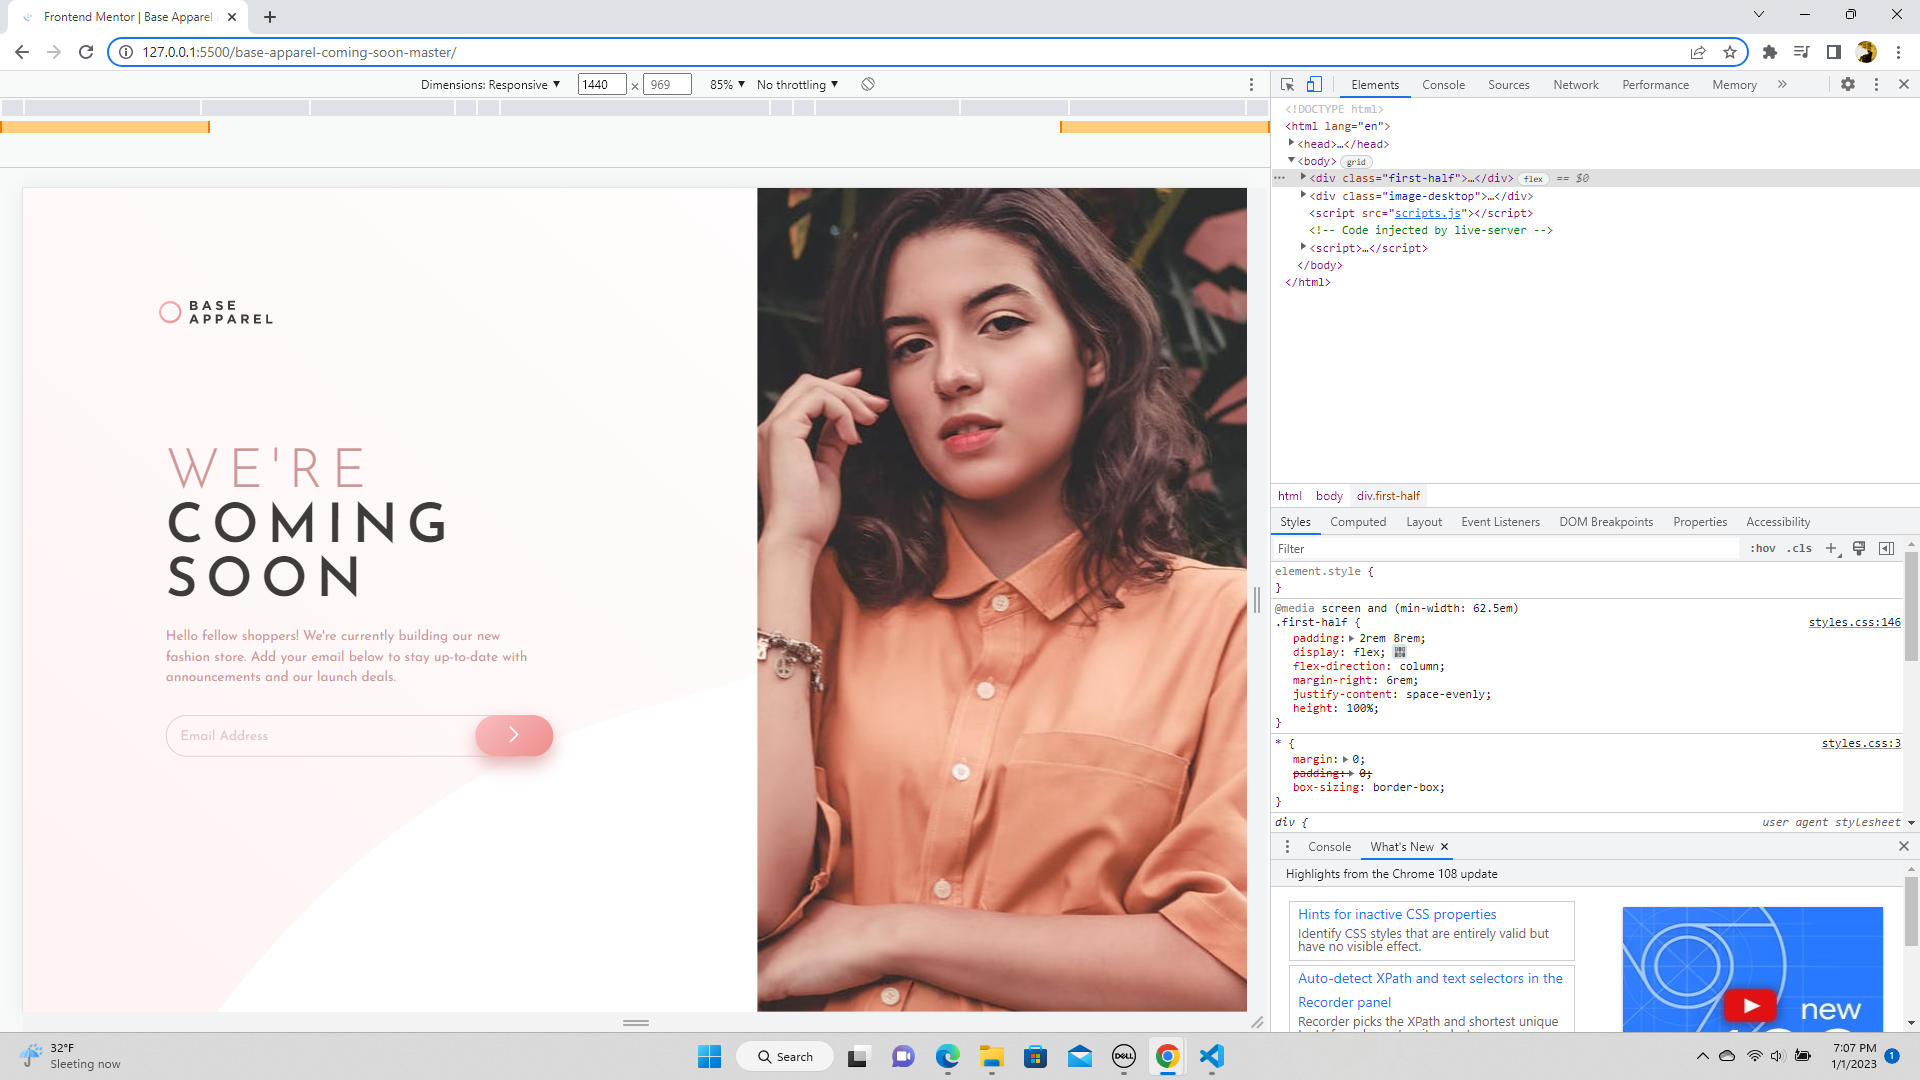 Frontend Mentor | Base Apparel
127.0.0.1:5500/base-apparel-coming-soon-master/
Dimensions: Responsive ▼ 1440 × 969 85% ▼ No throttling ▼
Elements Console Sources Network Performance Memory »
<!DOCTYPE html>
<html lang="en">
<head>…</head>
<body> grid
<div class="first-half">…</div> flex == $0
<div class="image-desktop">…</div>
<script src="scripts.js"></script>
<!-- Code injected by live-server -->
<script>…</script>
</body>
</html>
BASE
APPAREL
WE'RE
COMING
SOON
Hello fellow shoppers! We're currently building our new
fashion store. Add your email below to stay up-to-date with
announcements and our launch deals.
Email Address
html body div.first-half
Styles Computed Layout Event Listeners DOM Breakpoints Properties Accessibility
Filter :hov .cls +
element.style {
}
@media screen and (min-width: 62.5em)
.first-half { styles.css:146
padding: 2rem 8rem;
display: flex;
flex-direction: column;
margin-right: 6rem;
justify-content: space-evenly;
height: 100%;
}
* { styles.css:3
margin: 0;
padding: 0;
box-sizing: border-box;
}
div { user agent stylesheet
Console What's New
Highlights from the Chrome 108 update
Hints for inactive CSS properties
Identify CSS styles that are entirely valid but
have no visible effect.
Auto-detect XPath and text selectors in the
Recorder panel
Recorder picks the XPath and shortest unique
new
32°F
Sleeting now
Search
DELL
7:07 PM
1/1/2023
1